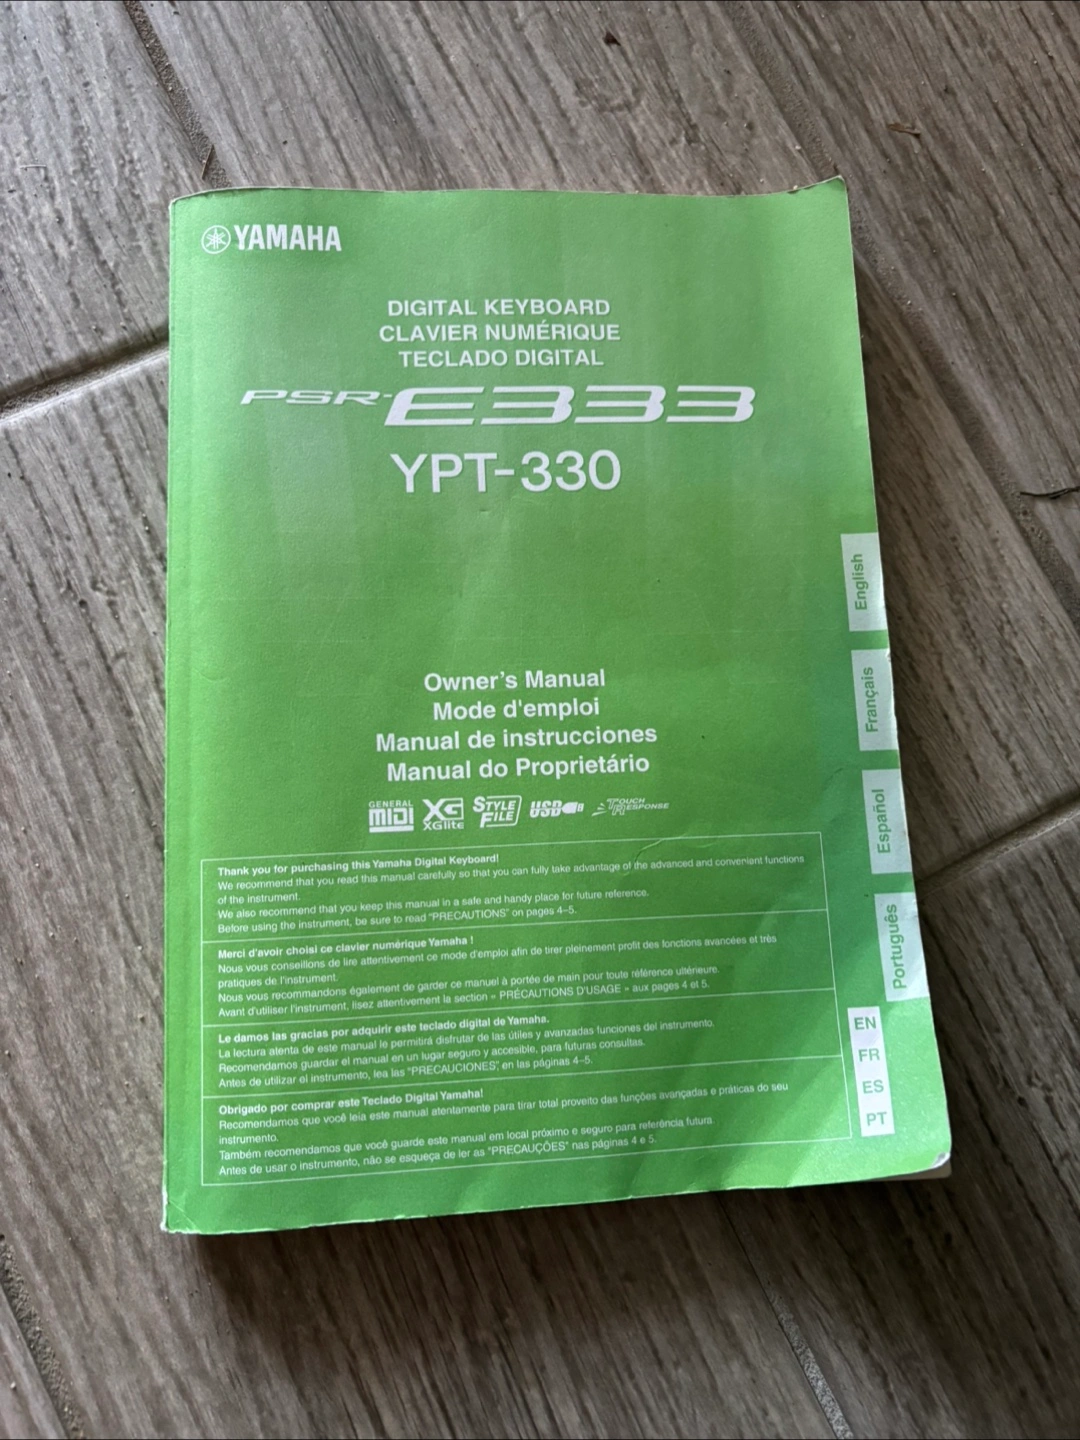 YAMAHA
DIGITAL KEYBOARD
CLAVIER NUMÉRIQUE
TECLADO DIGITAL
PSR-E333
YPT-330
English
Français
Español
Português
Owner's Manual
Mode d'emploi
Manual de instrucciones
Manual do Proprietário
GENERAL MIDI XG XGlite STYLE FILE USB B TOUCH RESPONSE
Thank you for purchasing this Yamaha Digital Keyboard!
We recommend that you read this manual carefully so that you can fully take advantage of the advanced and convenient functions
of the instrument.
We also recommend that you keep this manual in a safe and handy place for future reference.
Before using the instrument, be sure to read "PRECAUTIONS" on pages 4–5.
Merci d'avoir choisi ce clavier numérique Yamaha !
Nous vous conseillons de lire attentivement ce mode d'emploi afin de tirer pleinement profit des fonctions avancées et très
pratiques de l'instrument.
Nous vous recommandons également de garder ce manuel à portée de main pour toute référence ultérieure.
Avant d'utiliser l'instrument, lisez attentivement la section « PRÉCAUTIONS D'USAGE » aux pages 4 et 5.
Le damos las gracias por adquirir este teclado digital de Yamaha.
La lectura atenta de este manual le permitirá disfrutar de las útiles y avanzadas funciones del instrumento.
Recomendamos guardar el manual en un lugar seguro y accesible, para futuras consultas.
Antes de utilizar el instrumento, lea las "PRECAUCIONES", en las páginas 4–5.
Obrigado por comprar este Teclado Digital Yamaha!
Recomendamos que você leia este manual atentamente para tirar total proveito das funções avançadas e práticas do seu
instrumento.
Também recomendamos que você guarde este manual em local próximo e seguro para referência futura.
Antes de usar o instrumento, não se esqueça de ler as "PRECAUÇÕES" nas páginas 4 e 5.
EN
FR
ES
PT